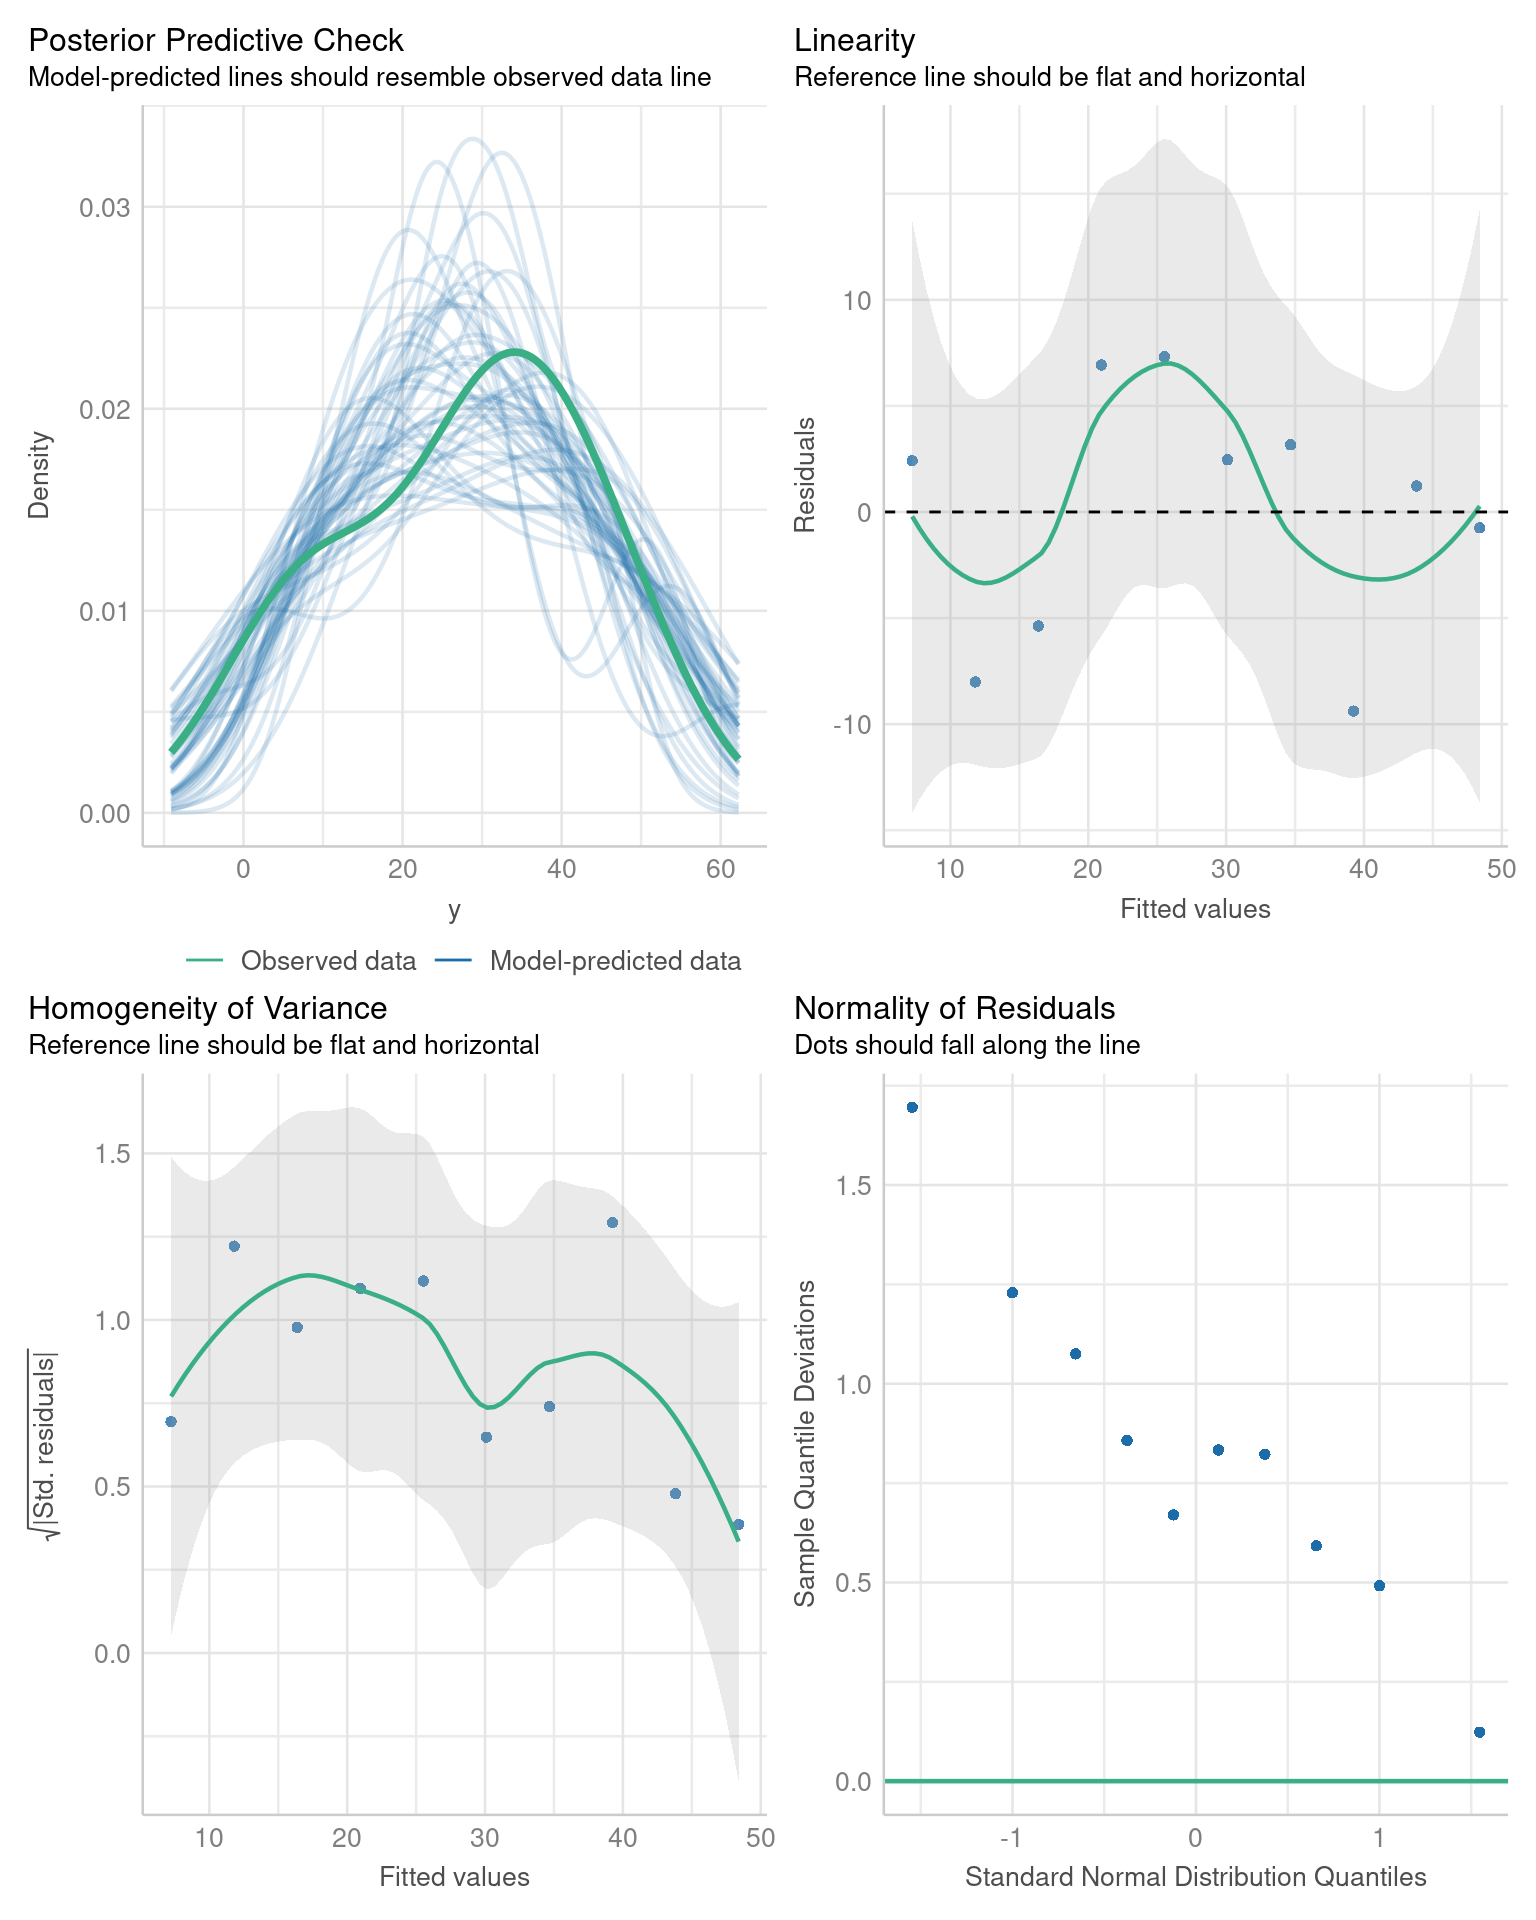 Posterior Predictive Check
Model-predicted lines should resemble observed data line
Density
0.03
0.02
0.01
0.00
0
20
40
60
y
Observed data
Model-predicted data
Linearity
Reference line should be flat and horizontal
Residuals
10
0
-10
10
20
30
40
50
Fitted values
Homogeneity of Variance
Reference line should be flat and horizontal
√|Std. residuals|
1.5
1.0
0.5
0.0
10
20
30
40
50
Fitted values
Normality of Residuals
Dots should fall along the line
Sample Quantile Deviations
1.5
1.0
0.5
0.0
-1
0
1
Standard Normal Distribution Quantiles